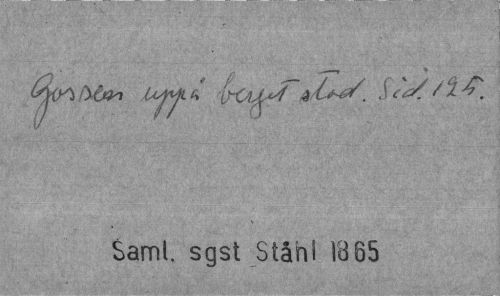 Gossen uppå berget stod. Sid. 125.
Saml. sgst Ståhl 1865